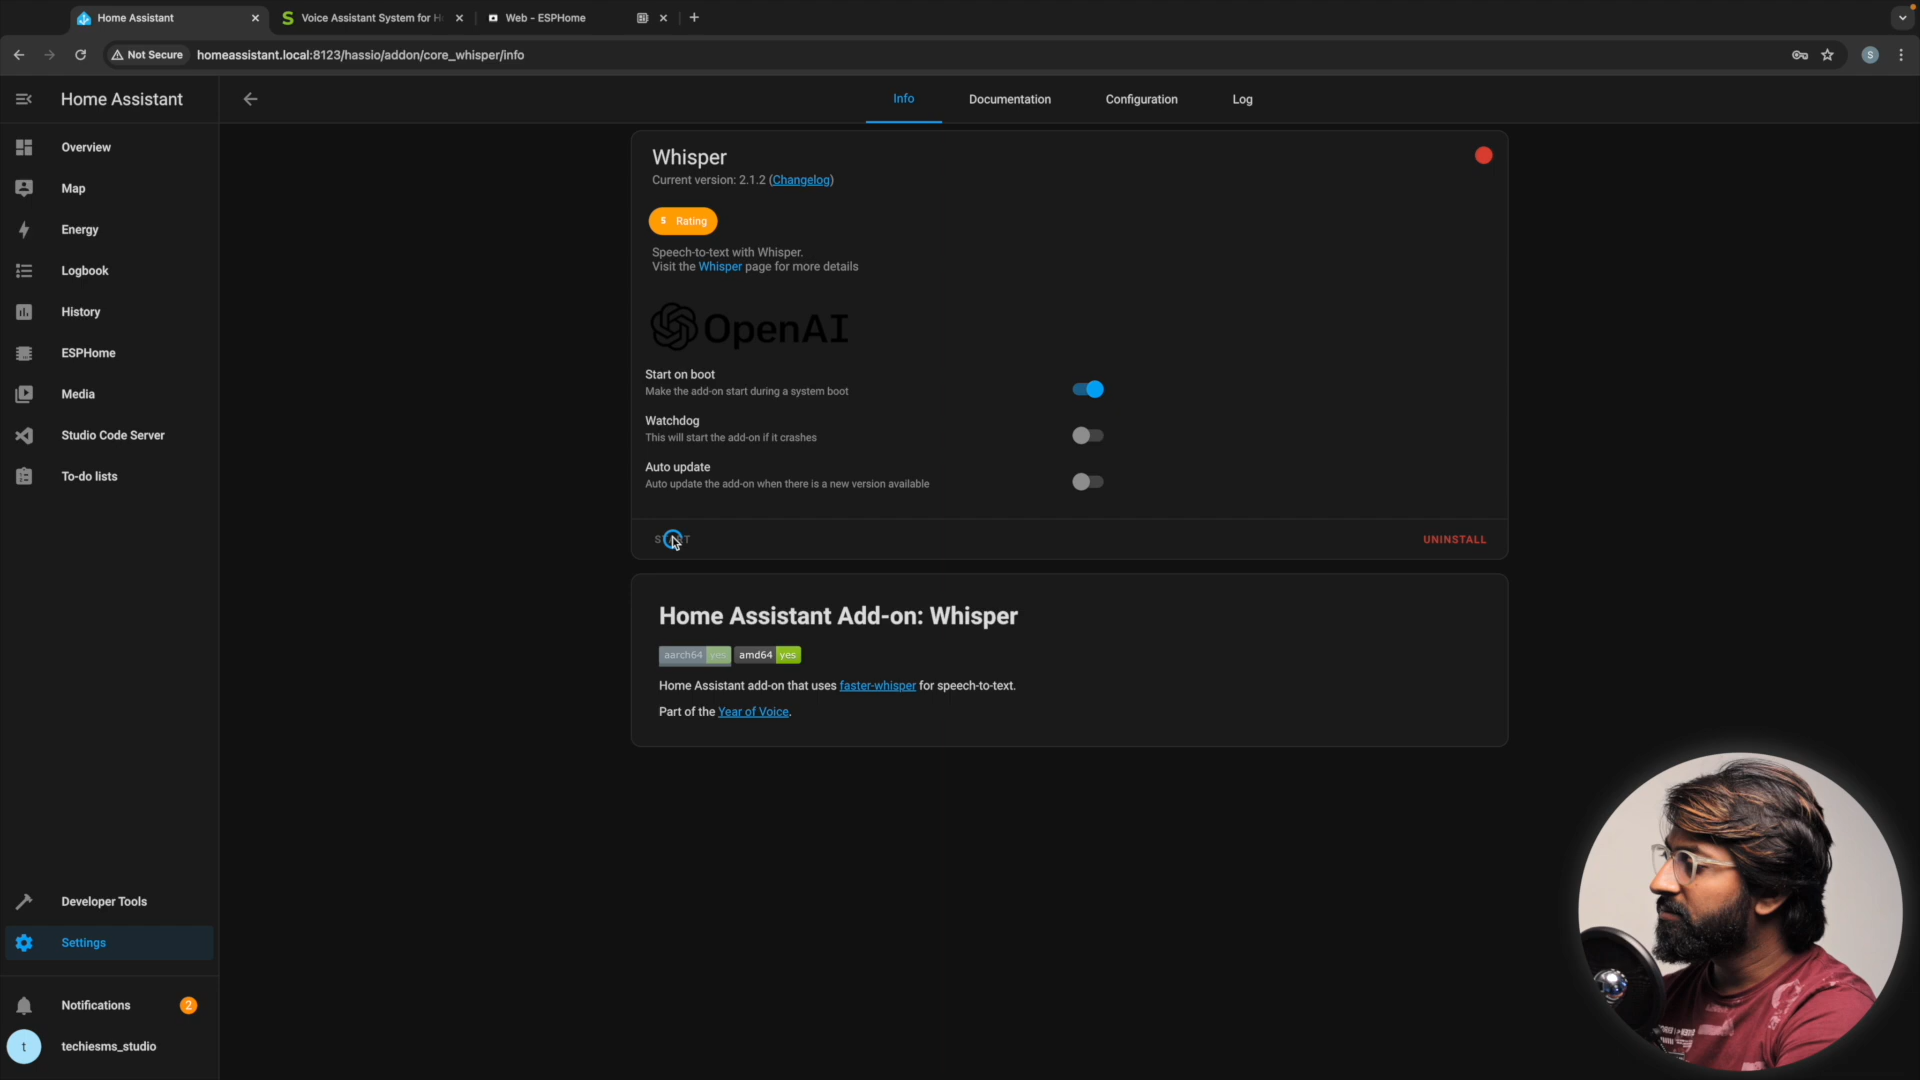 Home Assistant
Voice Assistant System for H
Web - ESPHome
Not Secure
homeassistant.local:8123/hassio/addon/core_whisper/info
S
Home Assistant
Info
Documentation
Configuration
Log
Overview
Map
Energy
Logbook
History
ESPHome
Media
Studio Code Server
To-do lists
Developer Tools
Settings
Notifications
2
t
techiesms_studio
Whisper
Current version: 2.1.2 (Changelog)
5 Rating
Speech-to-text with Whisper.
Visit the Whisper page for more details
OpenAI
Start on boot
Make the add-on start during a system boot
Watchdog
This will start the add-on if it crashes
Auto update
Auto update the add-on when there is a new version available
START
UNINSTALL
Home Assistant Add-on: Whisper
aarch64 yes amd64 yes
Home Assistant add-on that uses faster-whisper for speech-to-text.
Part of the Year of Voice.